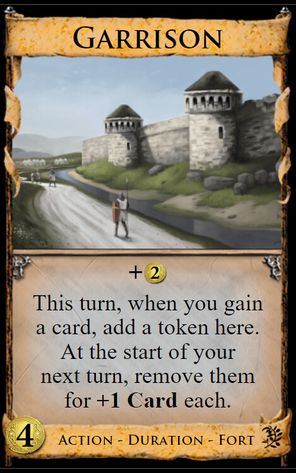 GARRISON
+2
This turn, when you gain
a card, add a token here.
At the start of your
next turn, remove them
for +1 Card each.
4
ACTION - DURATION - FORT